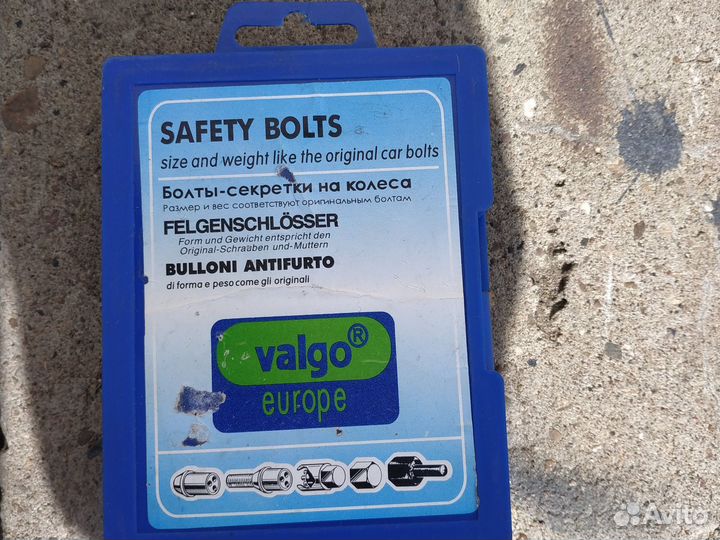 SAFETY BOLTS
size and weight like the original car bolts
Болты-секретки на колеса
Размер и вес соответствуют оригинальным болтам
FELGENSCHLÖSSER
Form und Gewicht entspricht den
Original-Schrauben und-Muttern
BULLONI ANTIFURTO
di forma e peso come gli originali
valgo®
europe
Avito